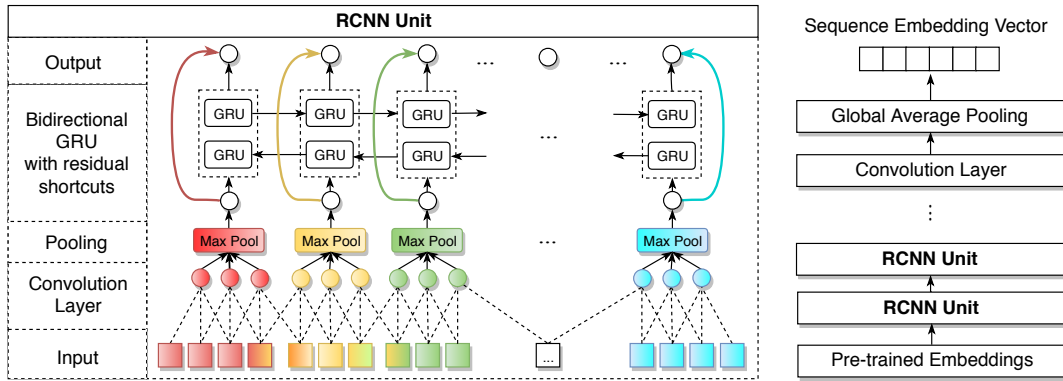 RCNN Unit
Output
... ...
Bidirectional
GRU
with residual
shortcuts
GRU GRU GRU GRU
...
GRU GRU GRU GRU
Pooling
Max Pool Max Pool Max Pool ... Max Pool
Convolution
Layer
Input
...
Sequence Embedding Vector
Global Average Pooling
Convolution Layer
⋮
RCNN Unit
RCNN Unit
Pre-trained Embeddings